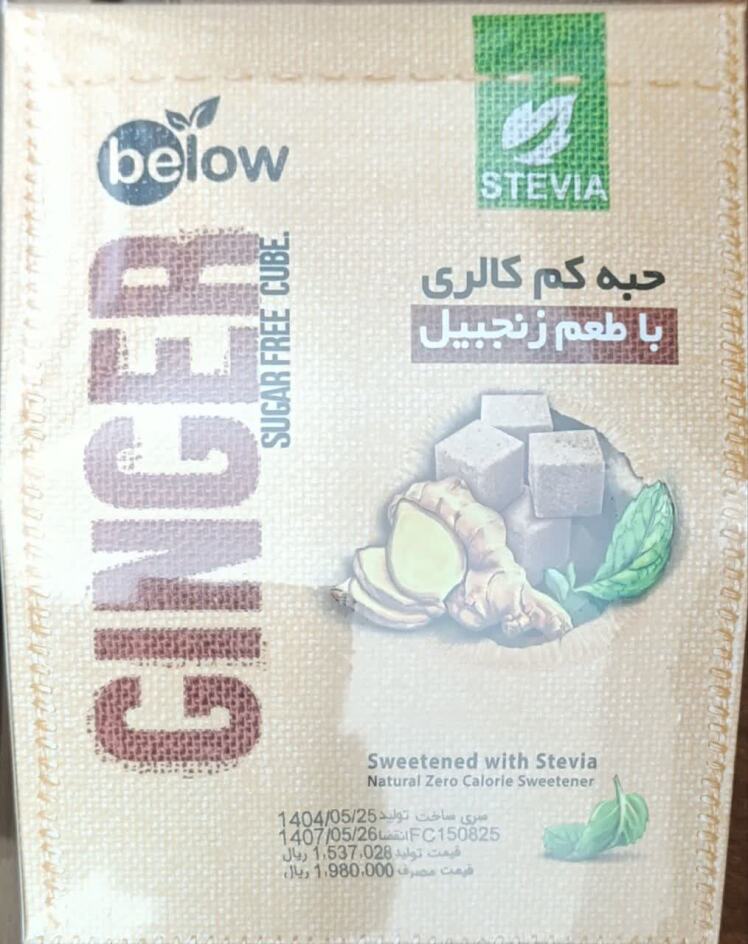 below
STEVIA
GINGER
SUGAR FREE CUBE.
حبه کم کالری
با طعم زنجبیل
Sweetened with Stevia
Natural Zero Calorie Sweetener
سری ساخت تولید 1404/05/25
FC150825 انقضا 1407/05/26
قیمت تولید 1,537,028 ریال
قیمت مصرف 1,980,000 ریال